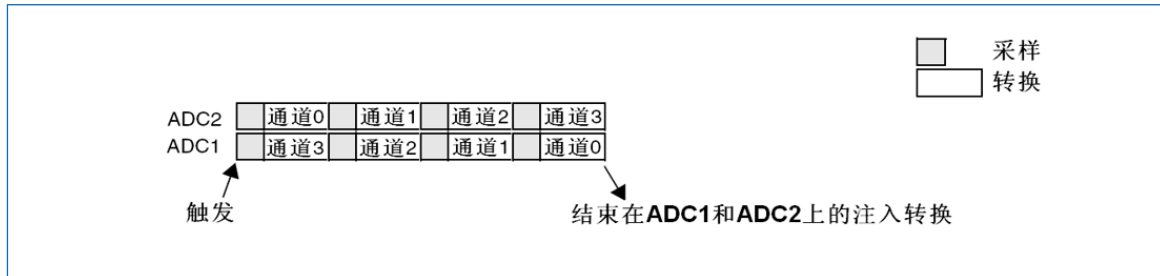 采样
转换
ADC2 通道0 通道1 通道2 通道3
ADC1 通道3 通道2 通道1 通道0
触发
结束在ADC1和ADC2上的注入转换